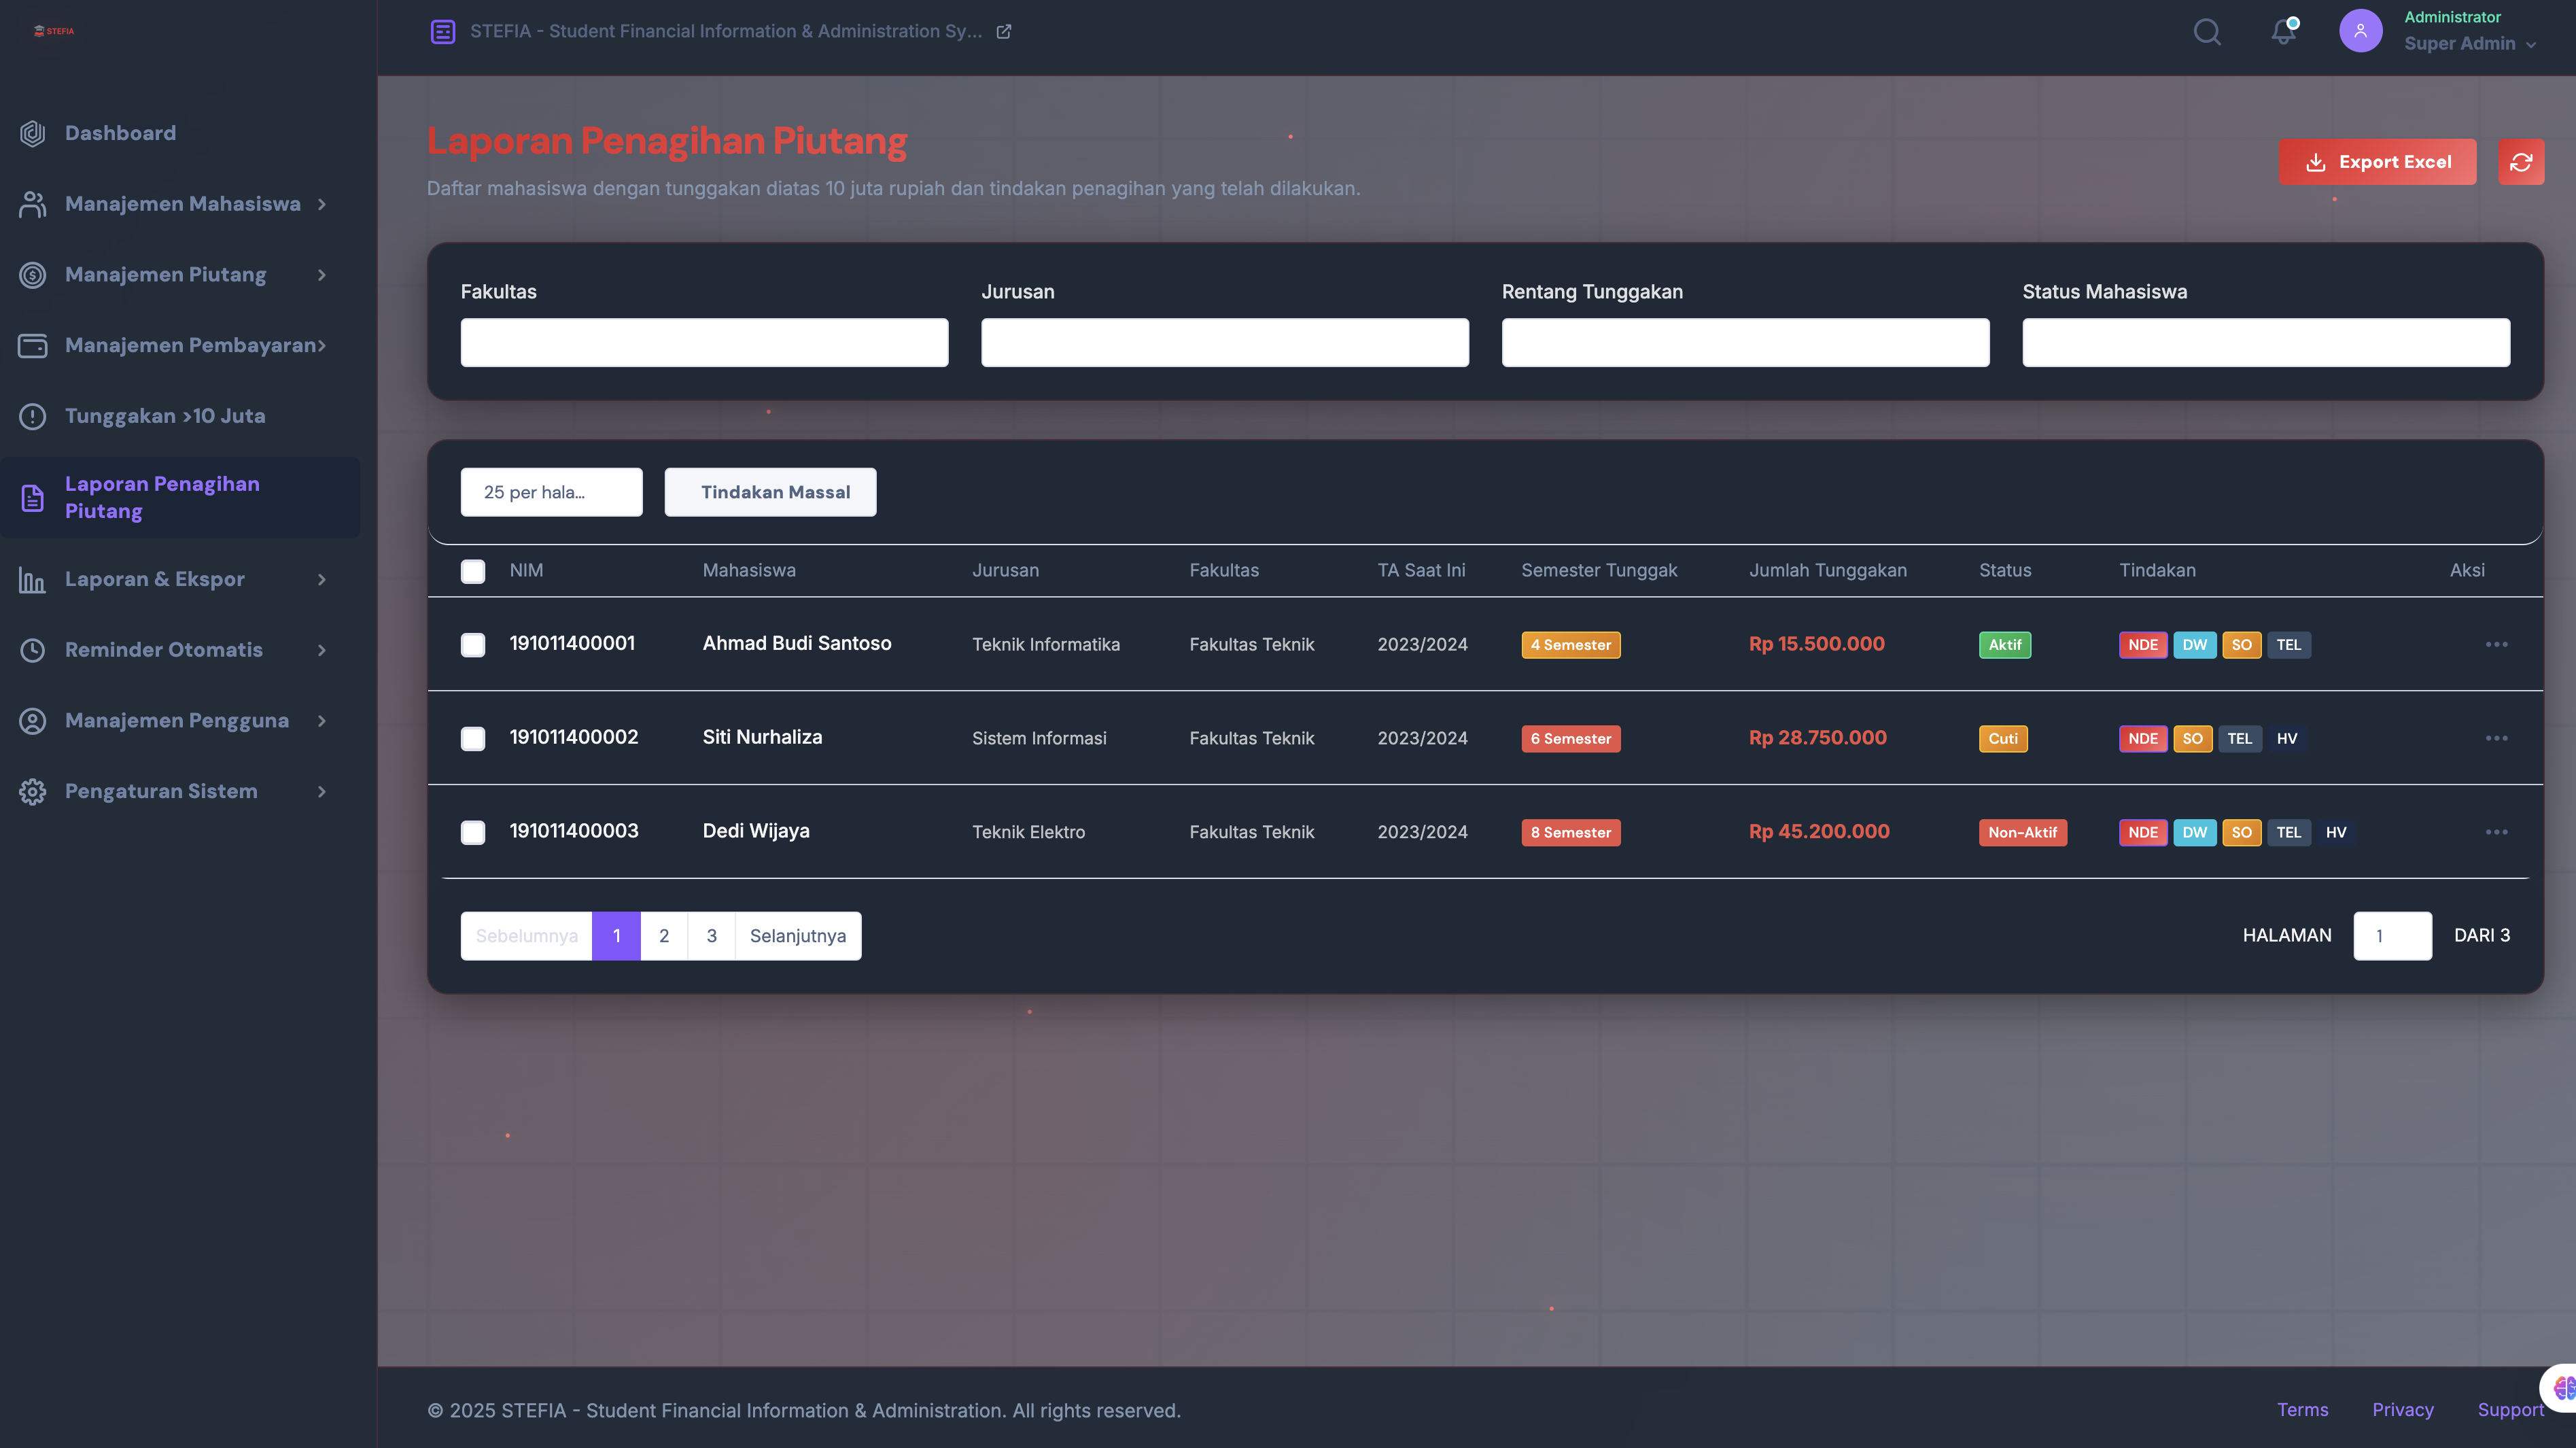 STEFIA
STEFIA - Student Financial Information & Administration Sy...
Administrator
Super Admin
Dashboard
Manajemen Mahasiswa
Manajemen Piutang
Manajemen Pembayaran
Tunggakan >10 Juta
Laporan Penagihan
Piutang
Laporan & Ekspor
Reminder Otomatis
Manajemen Pengguna
Pengaturan Sistem
Laporan Penagihan Piutang
Daftar mahasiswa dengan tunggakan diatas 10 juta rupiah dan tindakan penagihan yang telah dilakukan.
Export Excel
Fakultas Jurusan Rentang Tunggakan Status Mahasiswa
25 per hala... Tindakan Massal
NIM Mahasiswa Jurusan Fakultas TA Saat Ini Semester Tunggak Jumlah Tunggakan Status Tindakan Aksi
191011400001 Ahmad Budi Santoso Teknik Informatika Fakultas Teknik 2023/2024 4 Semester Rp 15.500.000 Aktif NDE DW SO TEL
191011400002 Siti Nurhaliza Sistem Informasi Fakultas Teknik 2023/2024 6 Semester Rp 28.750.000 Cuti NDE SO TEL HV
191011400003 Dedi Wijaya Teknik Elektro Fakultas Teknik 2023/2024 8 Semester Rp 45.200.000 Non-Aktif NDE DW SO TEL HV
Sebelumnya 1 2 3 Selanjutnya HALAMAN 1 DARI 3
© 2025 STEFIA - Student Financial Information & Administration. All rights reserved.
Terms Privacy Support